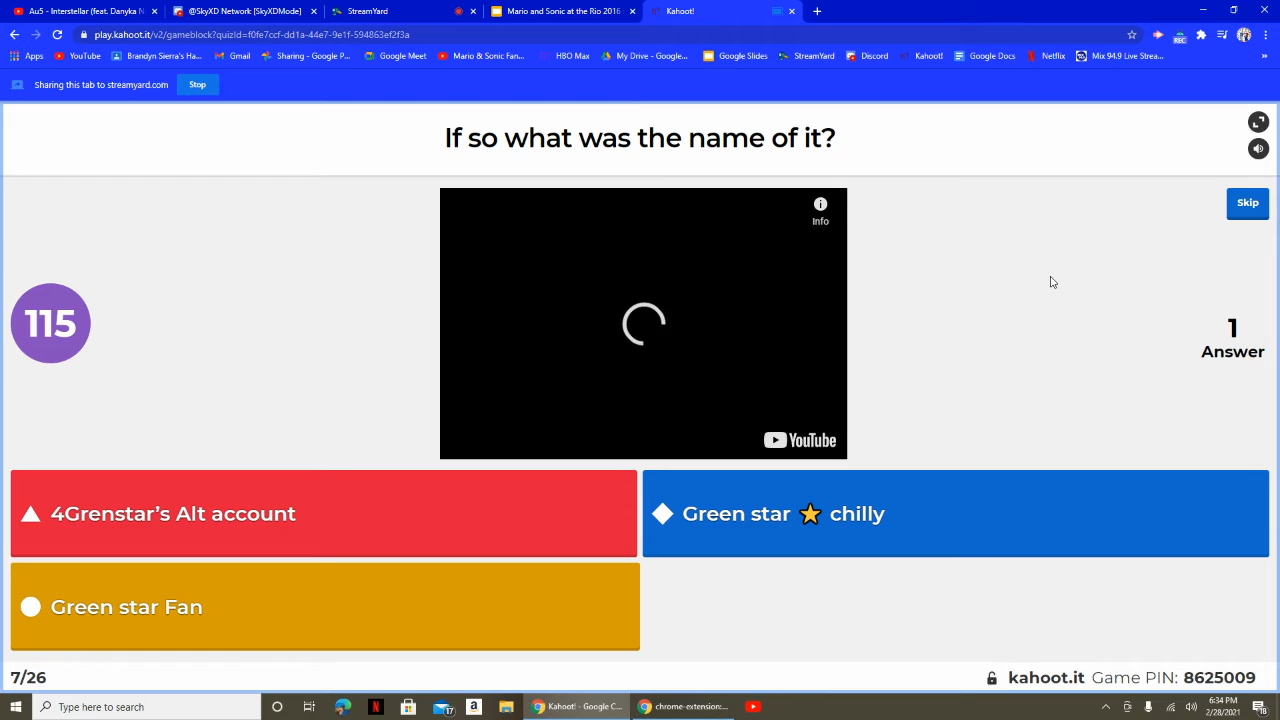 Au5 - Interstellar (feat. Danyka N
@SkyXD Network [SkyXDMode]
StreamYard
Mario and Sonic at the Rio 2016
Kahoot!
play.kahoot.it/v2/gameblock?quizId=f0fe7ccf-dd1a-44e7-9e1f-594863ef2f3a
Apps
YouTube
Brandyn Sierra's Ha...
Gmail
Sharing - Google P...
Google Meet
Mario & Sonic Fan...
HBO Max
My Drive - Google...
Google Slides
StreamYard
Discord
Kahoot!
Google Docs
Netflix
Mix 94.9 Live Strea...
Sharing this tab to streamyard.com
Stop
If so what was the name of it?
Info
Skip
115
1
Answer
YouTube
4Grenstar's Alt account
Green star ⭐ chilly
Green star Fan
7/26
kahoot.it Game PIN: 8625009
Type here to search
Kahoot! - Google C...
chrome-extension:...
6:34 PM
2/28/2021